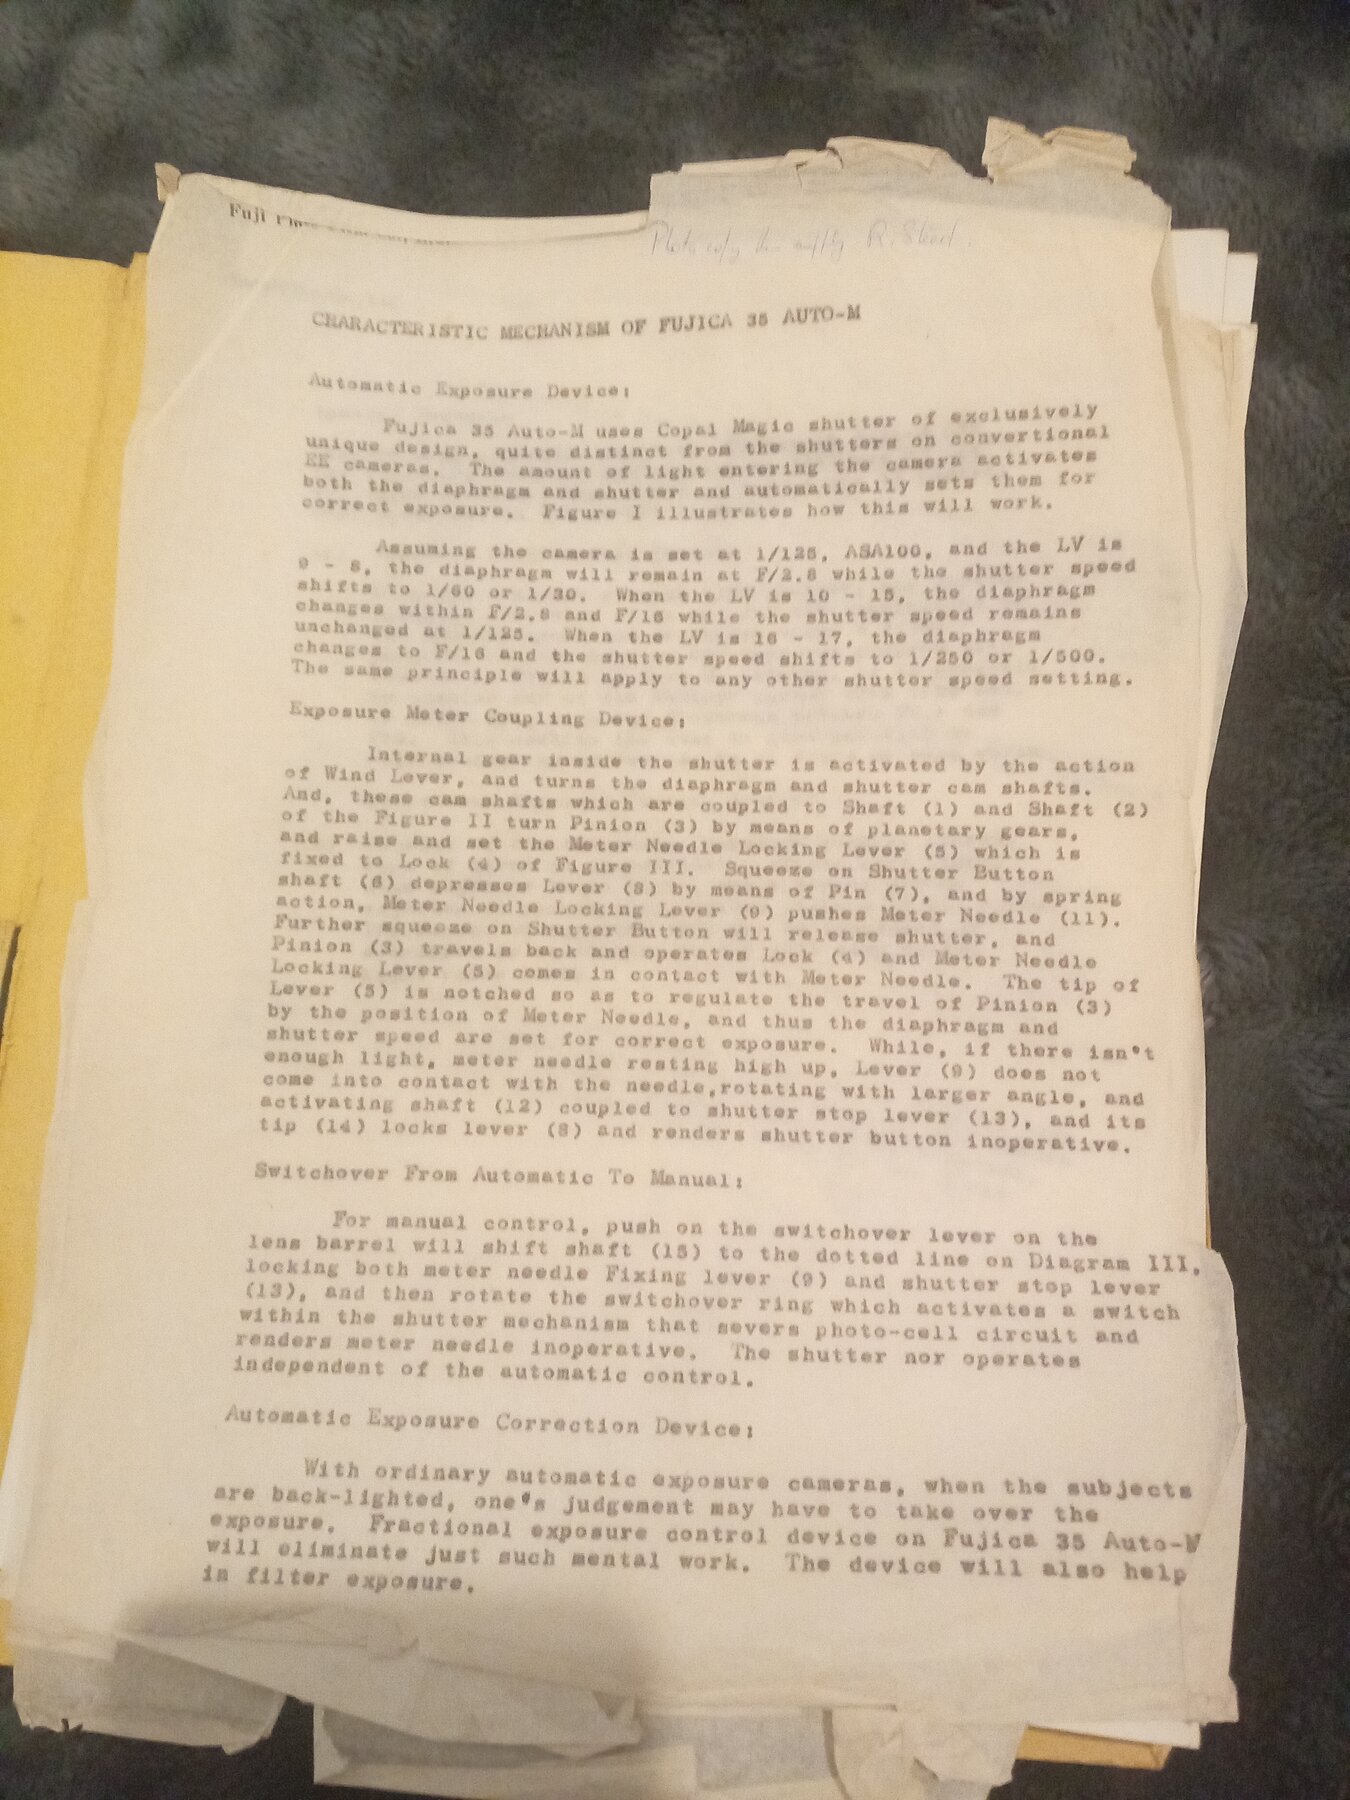 Fuji
Photo copy this R.
CHARACTERISTIC MECHANISM OF FUJICA 35 AUTO-M
Automatic Exposure Device:
Fujica 35 Auto-M uses Copal Magic shutter of exclusively
unique design, quite distinct from the shutters on convertional
EE cameras. The amount of light entering the camera activates
both the diaphragm and shutter and automatically sets them for
correct exposure. Figure I illustrates how this will work.
Assuming the camera is set at 1/125, ASA100, and the LV is
9 - 8, the diaphragm will remain at F/2.8 while the shutter speed
shifts to 1/60 or 1/30. When the LV is 10 - 15, the diaphragm
changes within F/2.8 and F/16 while the shutter speed remains
unchanged at 1/125. When the LV is 16 - 17, the diaphragm
changes to F/16 and the shutter speed shifts to 1/250 or 1/500.
The same principle will apply to any other shutter speed setting.
Exposure Meter Coupling Device:
Internal gear inside the shutter is activated by the action
of Wind Lever, and turns the diaphragm and shutter cam shafts.
And, these cam shafts which are coupled to Shaft (1) and Shaft (2)
of the Figure II turn Pinion (3) by means of planetary gears,
and raise and set the Meter Needle Locking Lever (5) which is
fixed to Lock (4) of Figure III. Squeeze on Shutter Button
shaft (6) depresses Lever (8) by means of Pin (7), and by spring
action, Meter Needle Locking Lever (9) pushes Meter Needle (11).
Further squeeze on Shutter Button will release shutter, and
Pinion (3) travels back and operates Lock (4) and Meter Needle
Locking Lever (5) comes in contact with Meter Needle. The tip of
Lever (5) is notched so as to regulate the travel of Pinion (3)
by the position of Meter Needle, and thus the diaphragm and
shutter speed are set for correct exposure. While, if there isn't
enough light, meter needle resting high up, Lever (9) does not
come into contact with the needle,rotating with larger angle, and
activating shaft (12) coupled to shutter stop lever (13), and its
tip (14) locks lever (8) and renders shutter button inoperative.
Switchover From Automatic To Manual:
For manual control, push on the switchover lever on the
lens barrel will shift shaft (15) to the dotted line on Diagram III,
locking both meter needle Fixing lever (9) and shutter stop lever
(13), and then rotate the switchover ring which activates a switch
within the shutter mechanism that severs photo-cell circuit and
renders meter needle inoperative. The shutter nor operates
independent of the automatic control.
Automatic Exposure Correction Device:
With ordinary automatic exposure cameras, when the subjects
are back-lighted, one's judgement may have to take over the
exposure. Fractional exposure control device on Fujica 35 Auto-M
will eliminate just such mental work. The device will also help
in filter exposure.